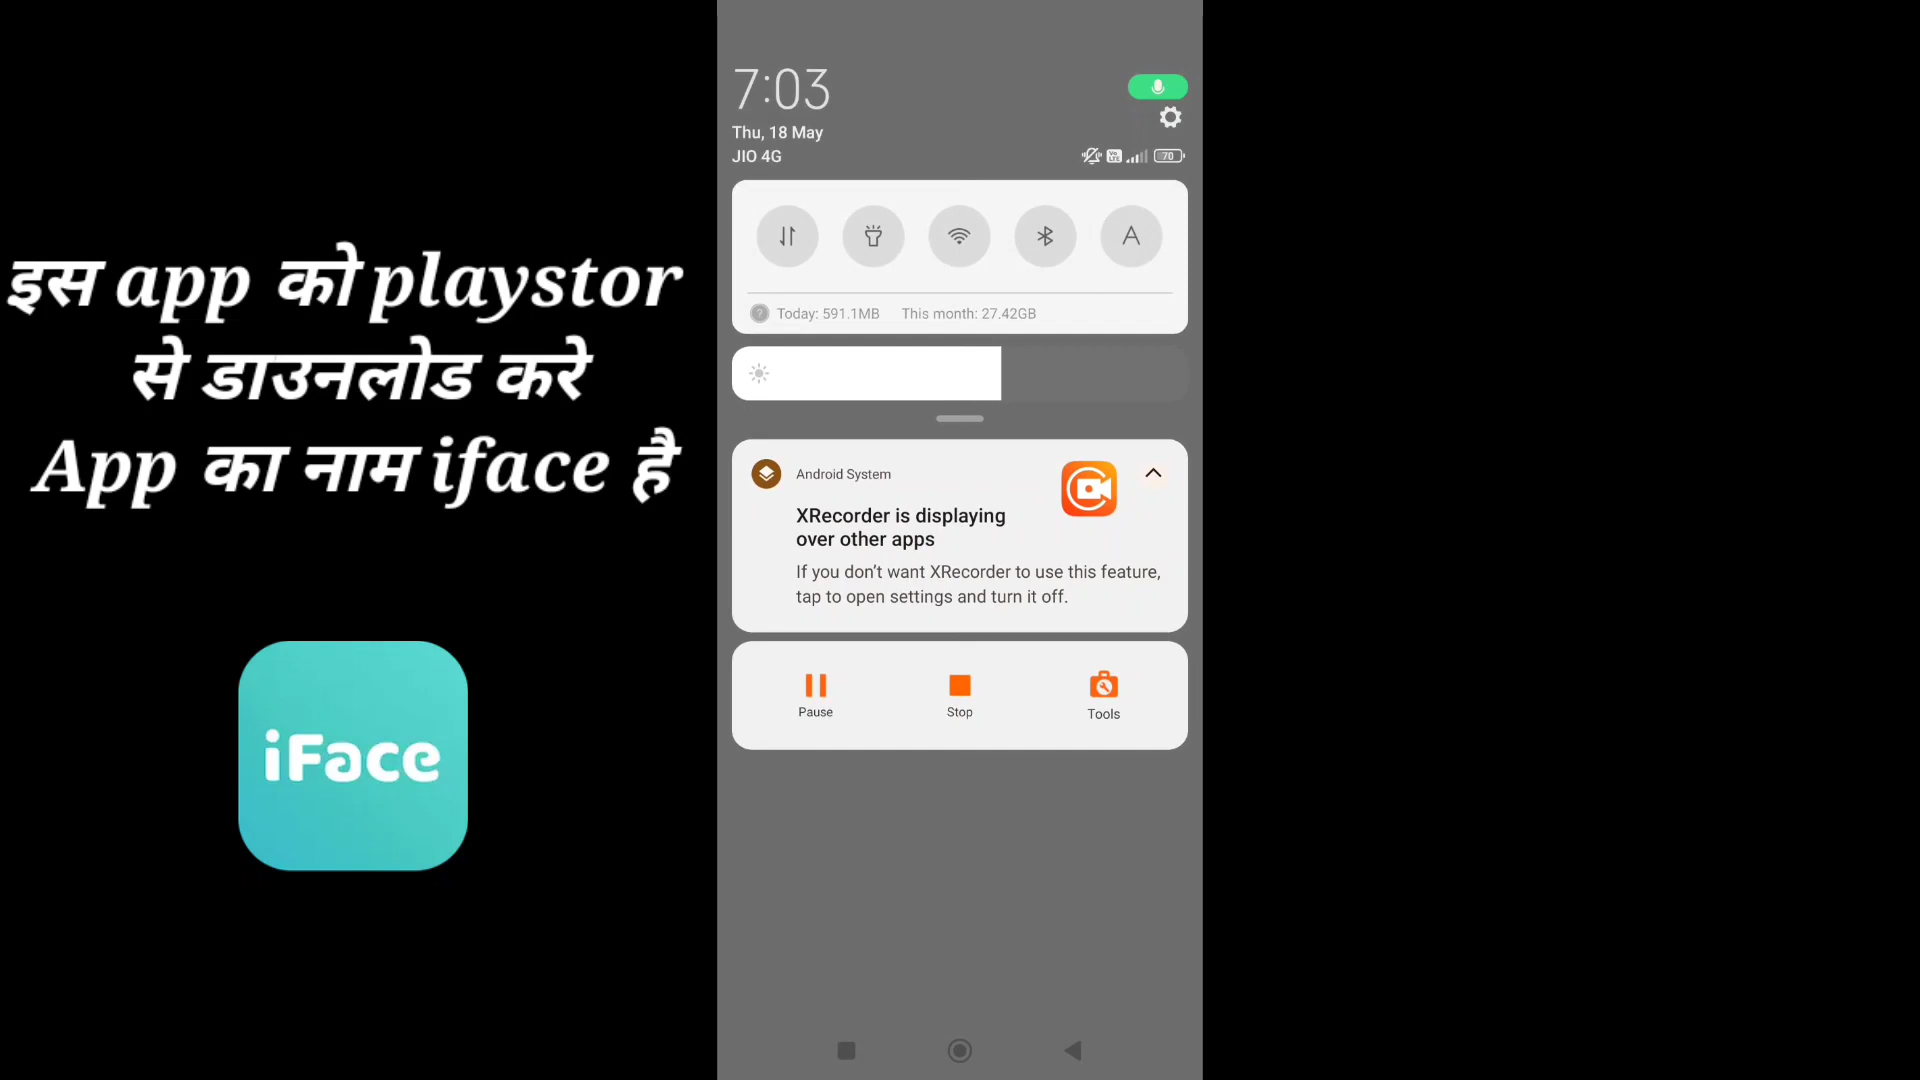 इस app को playstor
से डाउनलोड करे
App का नाम iface है
iFace
7:03
Thu, 18 May
JIO 4G
Vo LTE
70
Today: 591.1MB This month: 27.42GB
Android System
XRecorder is displaying
over other apps
If you don’t want XRecorder to use this feature,
tap to open settings and turn it off.
Pause Stop Tools